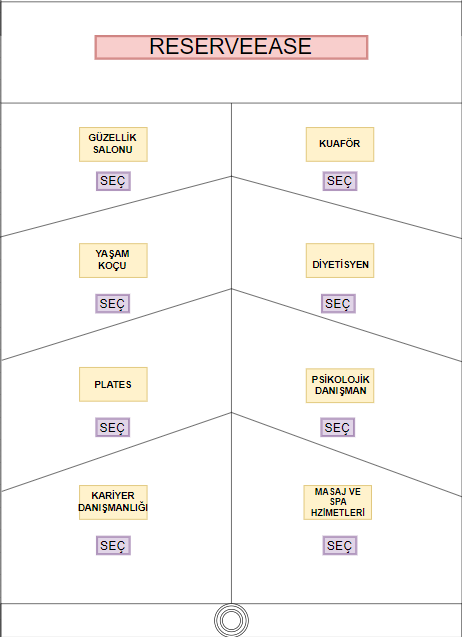 RESERVEEASE
GÜZELLİK
SALONU
SEÇ
KUAFÖR
SEÇ
YAŞAM
KOÇU
SEÇ
DİYETİSYEN
SEÇ
PLATES
SEÇ
PSİKOLOJİK
DANIŞMAN
SEÇ
KARİYER
DANIŞMANLIĞI
SEÇ
MASAJ VE
SPA
HZİMETLERİ
SEÇ